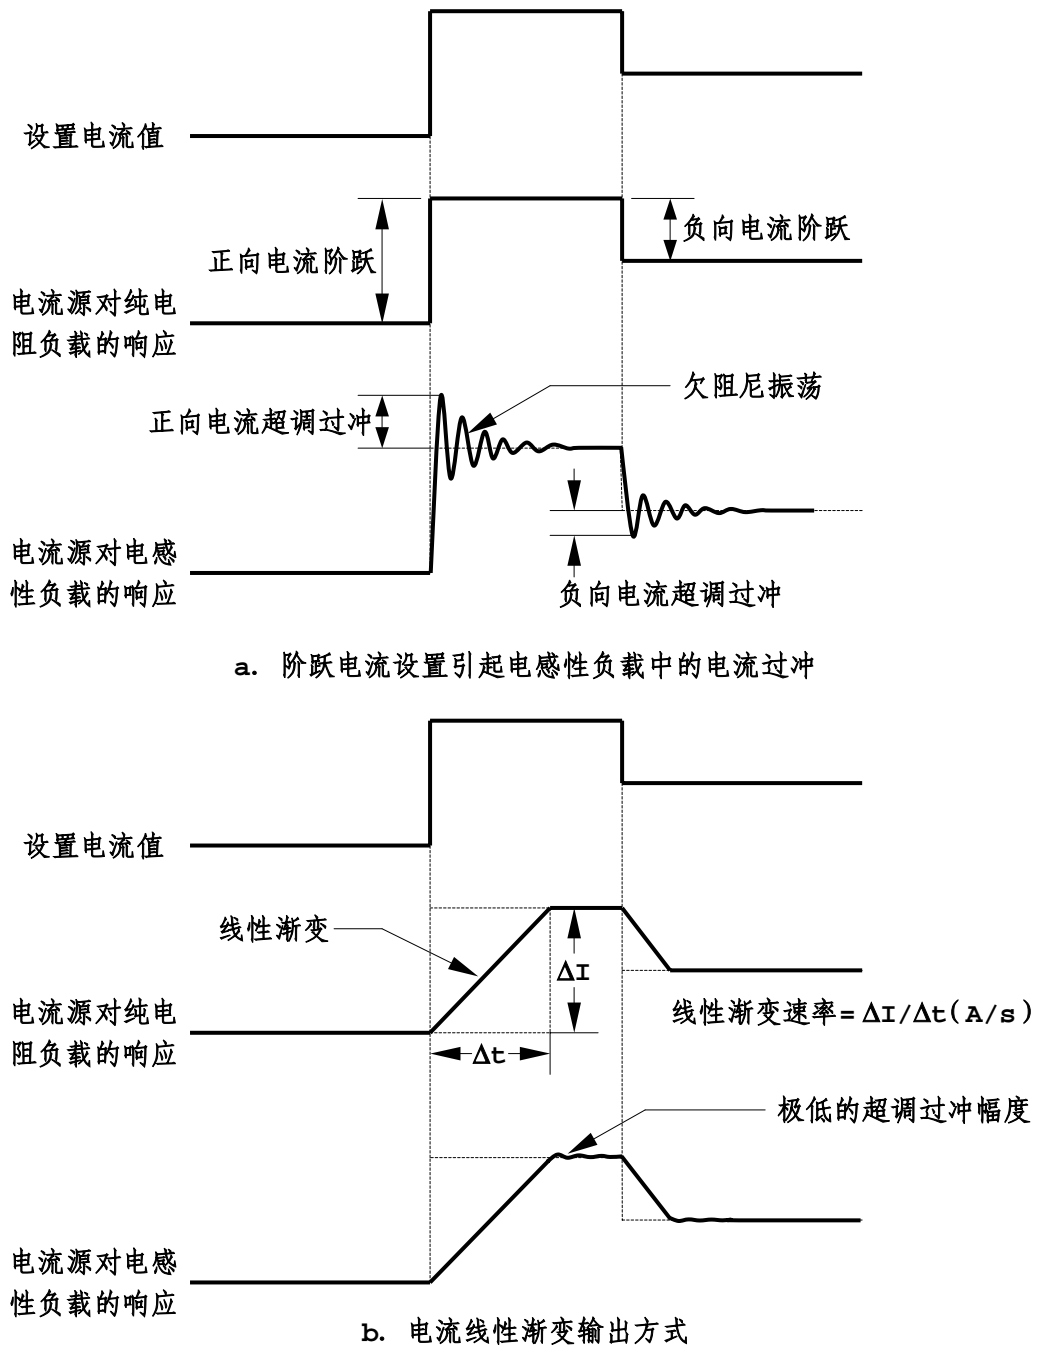 设置电流值
正向电流阶跃
负向电流阶跃
电流源对纯电
阻负载的响应
欠阻尼振荡
正向电流超调过冲
电流源对电感
性负载的响应
负向电流超调过冲
a. 阶跃电流设置引起电感性负载中的电流过冲
设置电流值
线性渐变
ΔI
电流源对纯电
阻负载的响应
线性渐变速率=ΔI/Δt(A/s)
Δt
极低的超调过冲幅度
电流源对电感
性负载的响应
b. 电流线性渐变输出方式